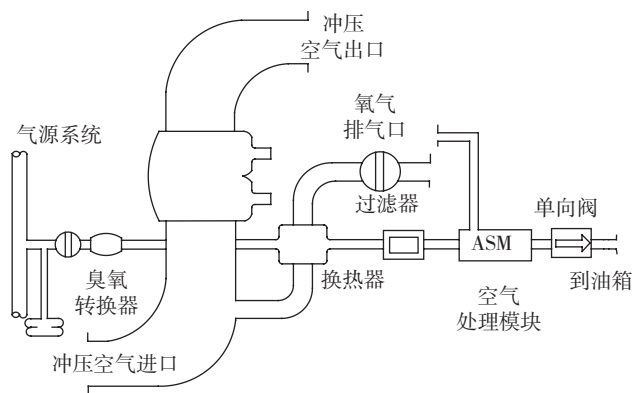 冲压
空气出口
氧气
排气口
气源系统
过滤器
单向阀
ASM
臭氧
转换器
换热器
空气
处理模块
到油箱
冲压空气进口